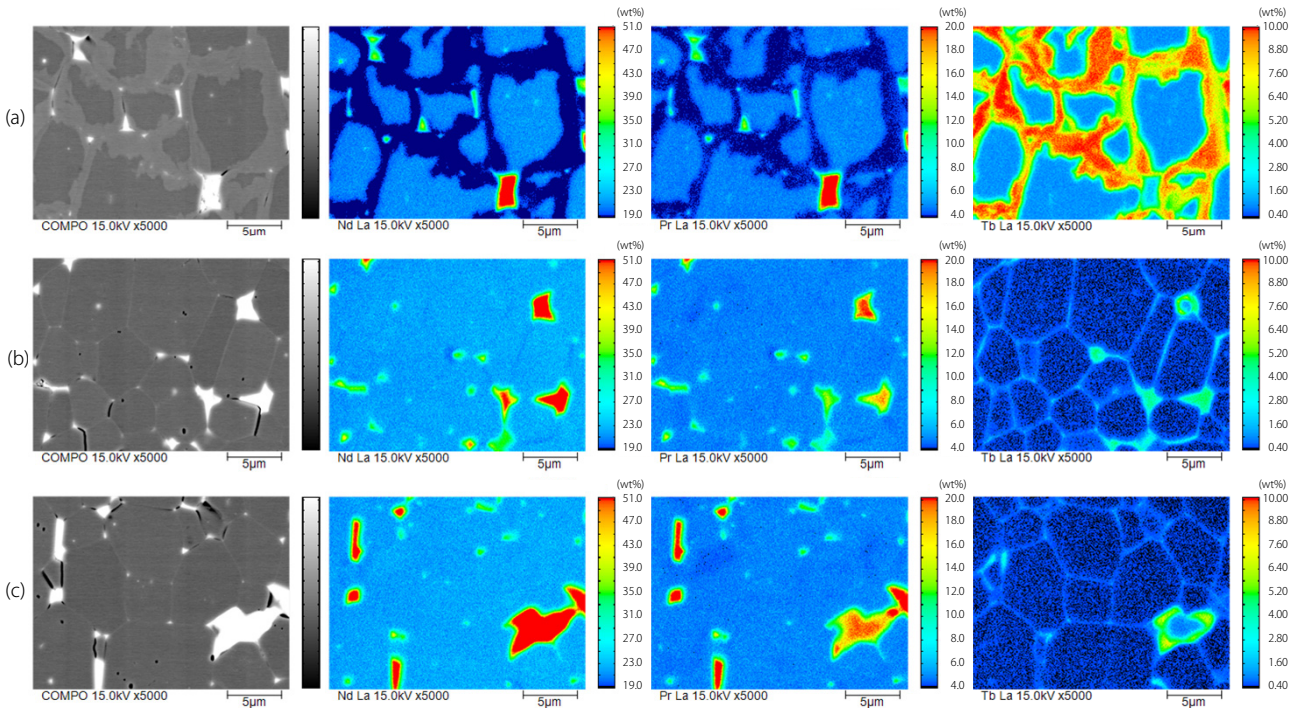 (wt%) (wt%) (wt%)
(a)
51.0 47.0 43.0 39.0 35.0 31.0 27.0 23.0 19.0
20.0 18.0 16.0 14.0 12.0 10.0 8.0 6.0 4.0
10.00 8.80 7.60 6.40 5.20 4.00 2.80 1.60 0.40
COMPO 15.0kV x5000 5μm
Nd La 15.0kV x5000 5μm
Pr La 15.0kV x5000 5μm
Tb La 15.0kV x5000 5μm
(wt%) (wt%) (wt%)
(b)
51.0 47.0 43.0 39.0 35.0 31.0 27.0 23.0 19.0
20.0 18.0 16.0 14.0 12.0 10.0 8.0 6.0 4.0
10.00 8.80 7.60 6.40 5.20 4.00 2.80 1.60 0.40
COMPO 15.0kV x5000 5μm
Nd La 15.0kV x5000 5μm
Pr La 15.0kV x5000 5μm
Tb La 15.0kV x5000 5μm
(wt%) (wt%) (wt%)
(c)
51.0 47.0 43.0 39.0 35.0 31.0 27.0 23.0 19.0
20.0 18.0 16.0 14.0 12.0 10.0 8.0 6.0 4.0
10.00 8.80 7.60 6.40 5.20 4.00 2.80 1.60 0.40
COMPO 15.0kV x5000 5μm
Nd La 15.0kV x5000 5μm
Pr La 15.0kV x5000 5μm
Tb La 15.0kV x5000 5μm